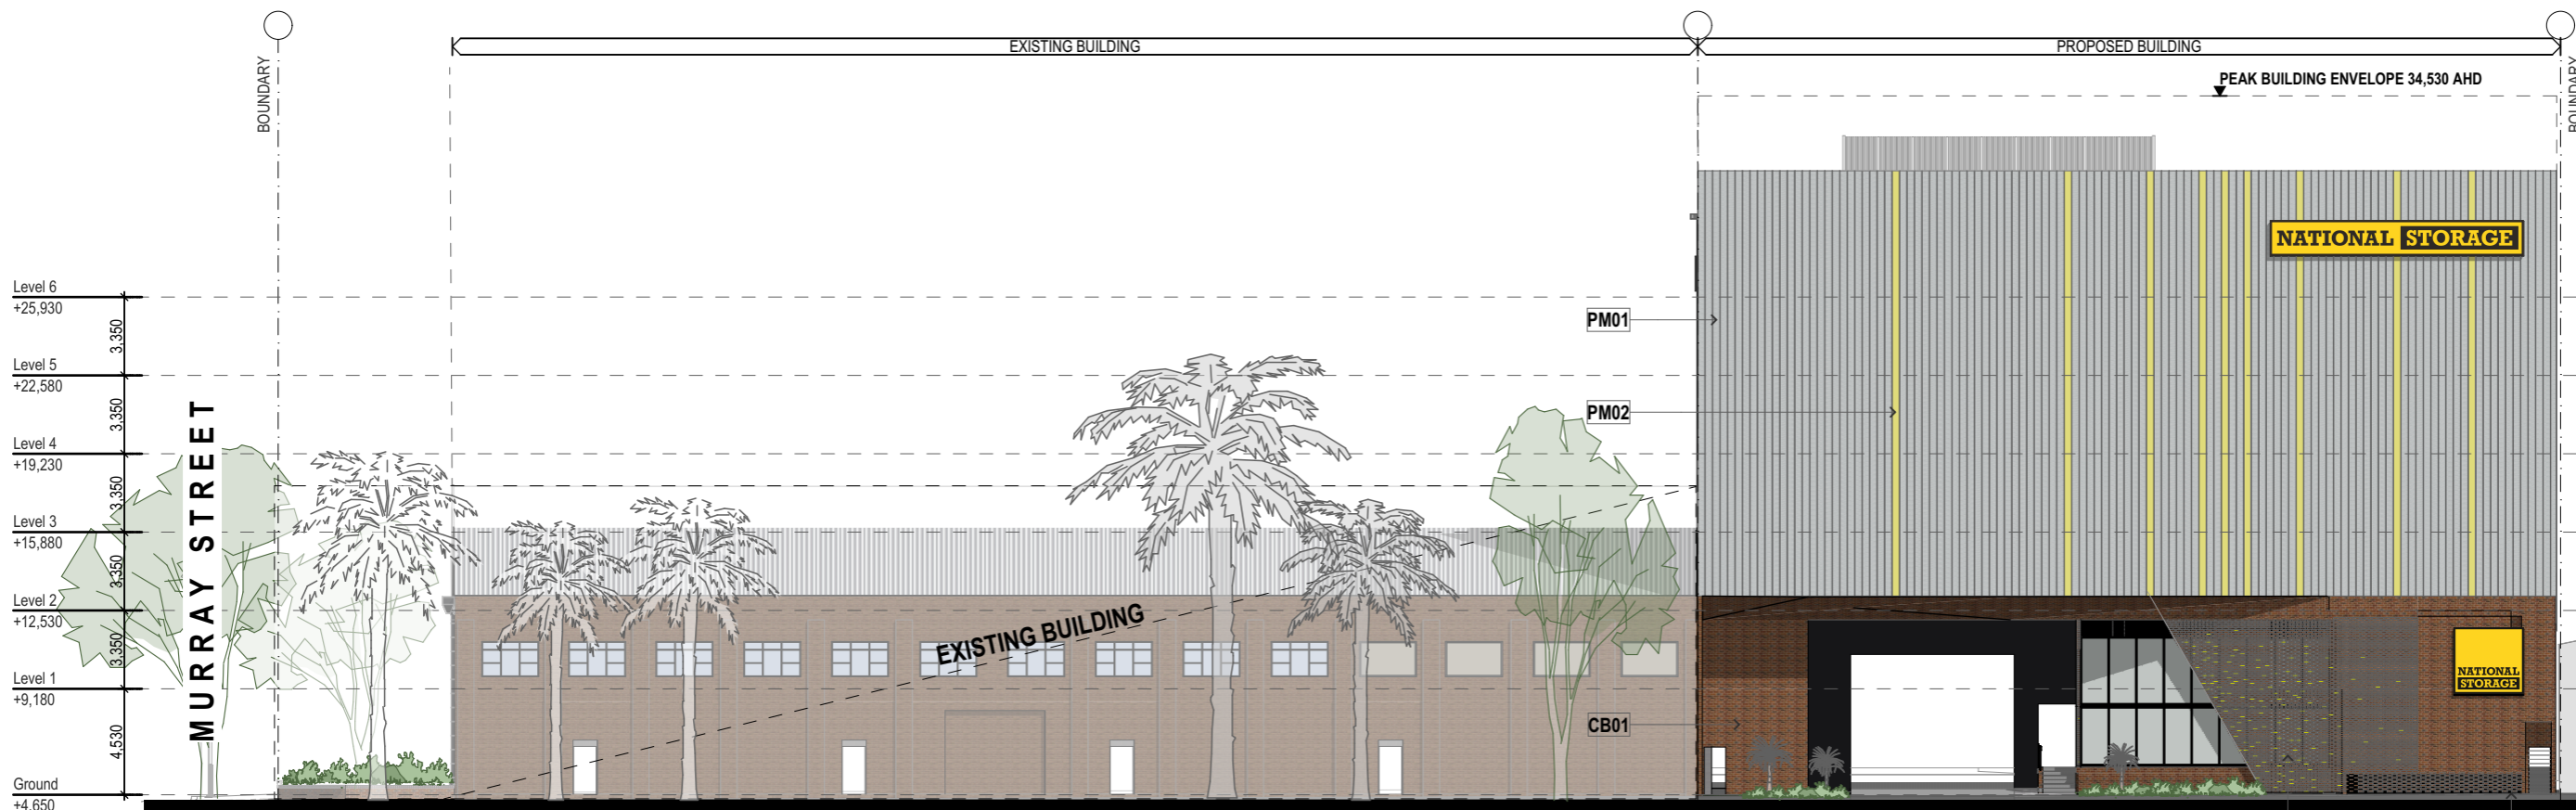 EXISTING BUILDING
PROPOSED BUILDING
BOUNDARY
PEAK BUILDING ENVELOPE 34,530 AHD
BOUNDARY
NATIONAL STORAGE
Level 6
+25,930
3,350
PM01
Level 5
+22,580
3,350
PM02
Level 4
+19,230
3,350
MURRAY STREET
Level 3
+15,880
3,350
Level 2
+12,530
EXISTING BUILDING
3,350
NATIONAL
STORAGE
Level 1
+9,180
CB01
4,530
Ground
+4,650